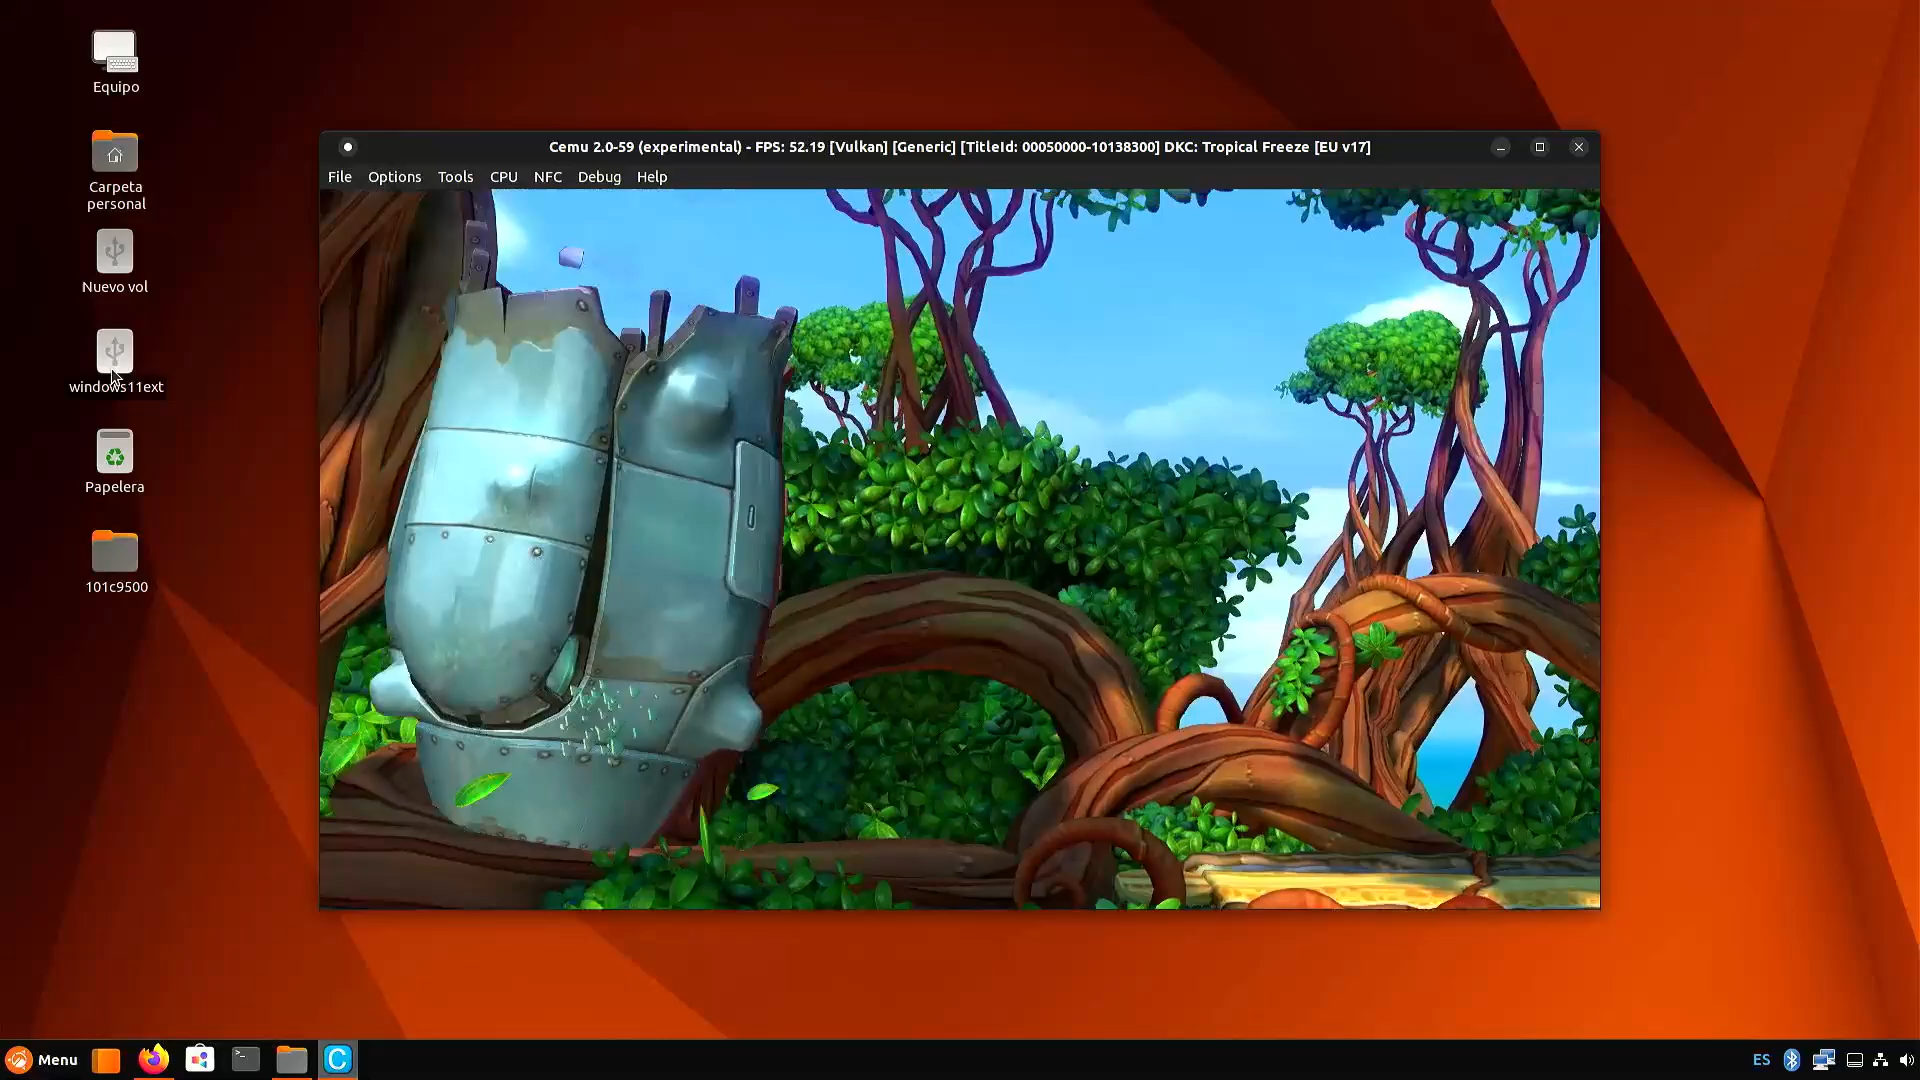 Equipo
Carpeta
personal
Nuevo vol
windows11ext
Papelera
101c9500
Cemu 2.0-59 (experimental) - FPS: 52.19 [Vulkan] [Generic] [TitleId: 00050000-10138300] DKC: Tropical Freeze [EU v17]
File Options Tools CPU NFC Debug Help
Menu
ES